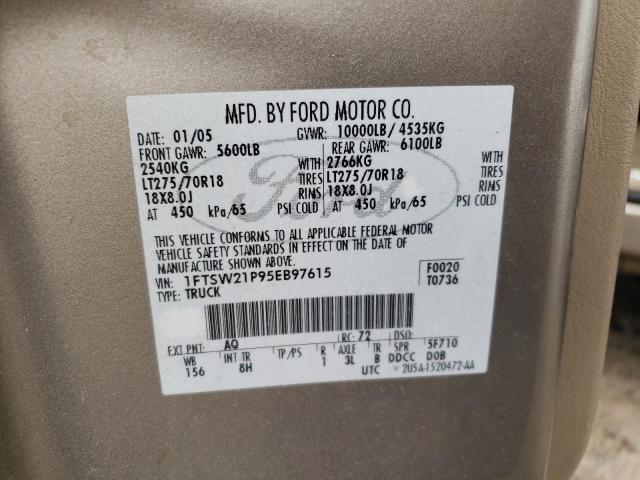 MFD. BY FORD MOTOR CO.
DATE: 01/05 GVWR: 10000LB/ 4535KG
FRONT GAWR: 5600LB REAR GAWR: 6100LB
2540KG WITH 2766KG WITH
LT275/70R18 TIRES LT275/70R18 TIRES
18X8.0J RIMS 18X8.0J RIMS
AT 450 kPa/65 PSI COLD AT 450 kPa/65 PSI COLD
Ford
THIS VEHICLE CONFORMS TO ALL APPLICABLE FEDERAL MOTOR
VEHICLE SAFETY STANDARDS IN EFFECT ON THE DATE OF
MANUFACTURE SHOWN ABOVE.
VIN: 1FTSW21P95EB97615 F0020
TYPE: TRUCK T0736
EXT PNT: AQ RC: 72 DSO:
WB INT TR TP/PS R AXLE TR SPR 5F710
156 8H 1 3L B DDCC DOB
UTC 2U5A-1520472-AA